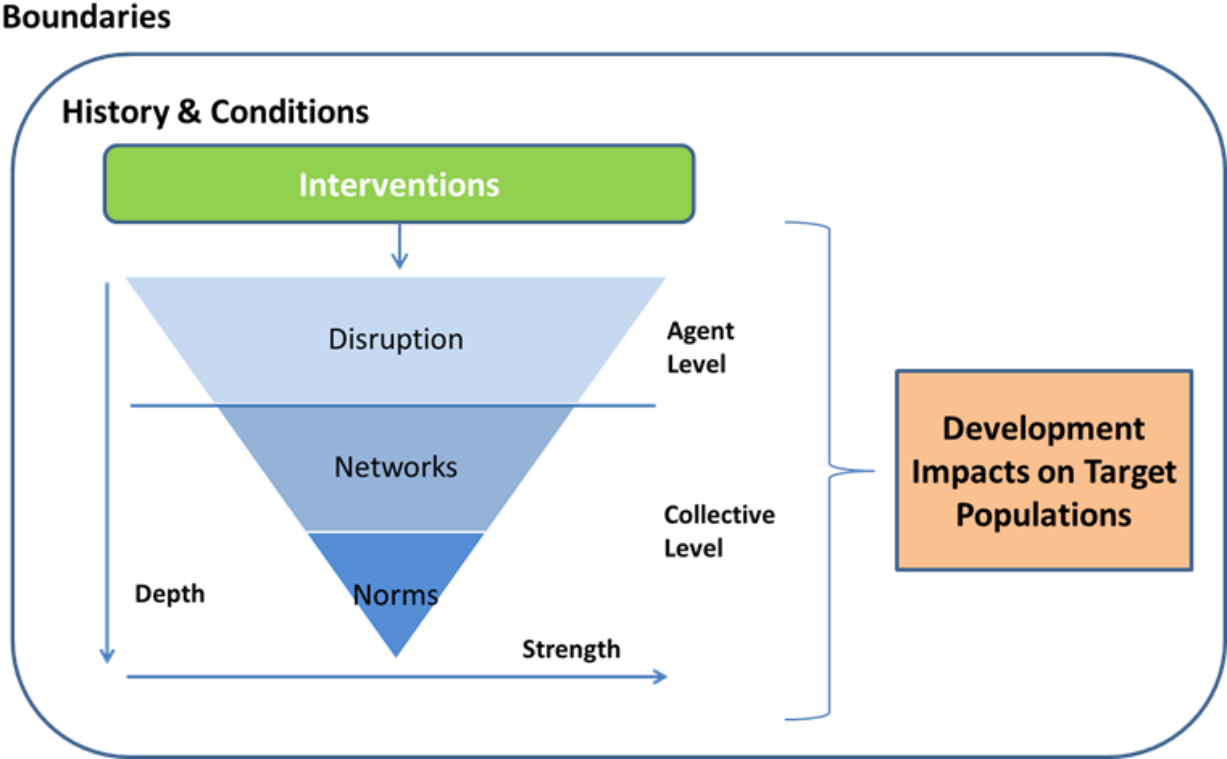 Boundaries
History & Conditions
Interventions
Disruption
Agent
Level
Networks
Collective
Level
Norms
Depth
Strength
Development
Impacts on Target
Populations